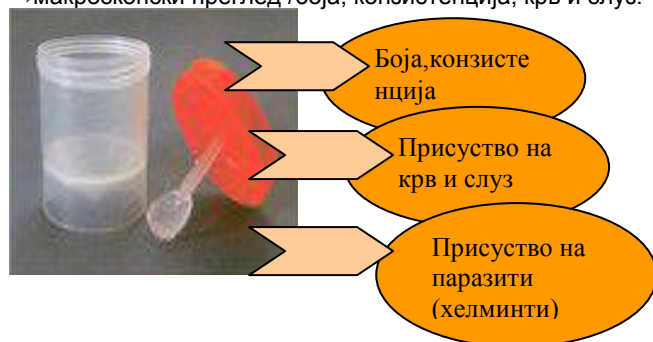 макроскопски преглед /боја, конзистенција, крв и слуз.
Боја,конзисте
нција
Присуство на
крв и слуз
Присуство на
паразити
(хелминти)